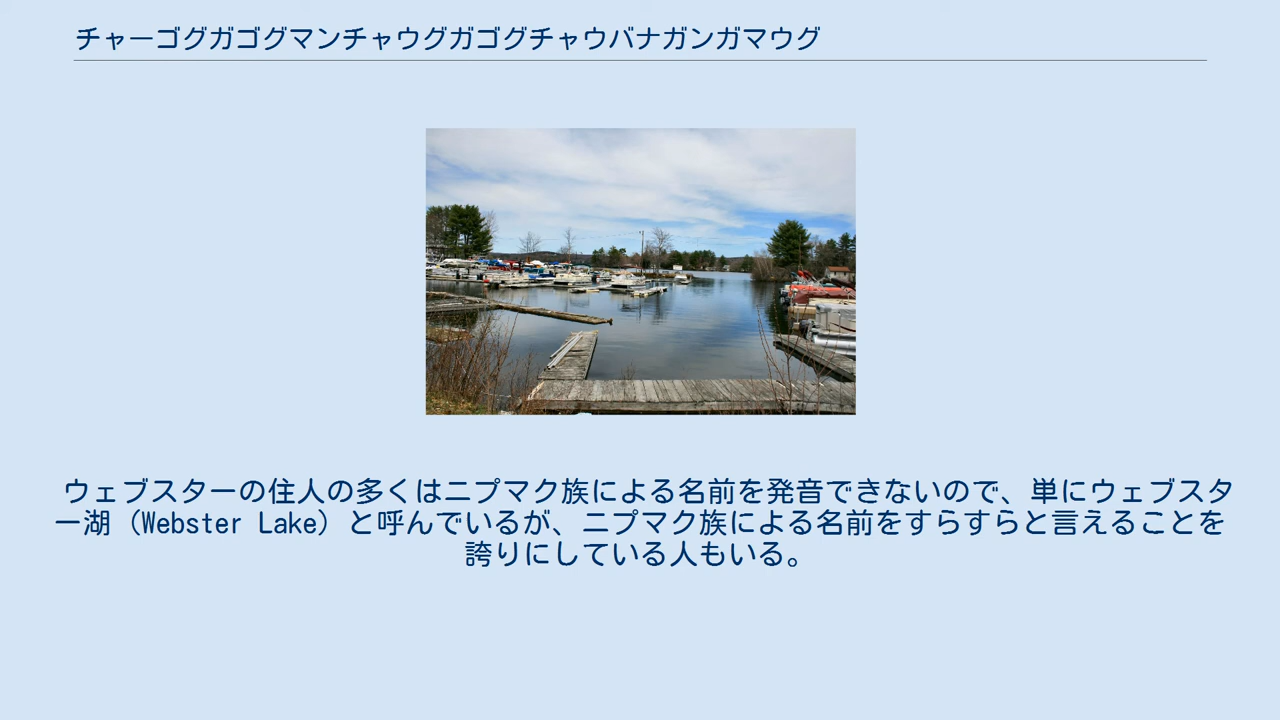 チャーゴグガゴグマンチャウグガゴグチャウバナガンガマウグ
ウェブスターの住人の多くはニプマク族による名前を発音できないので、単にウェブスタ
ー湖（Webster Lake）と呼んでいるが、ニプマク族による名前をすらすらと言えることを
誇りにしている人もいる。